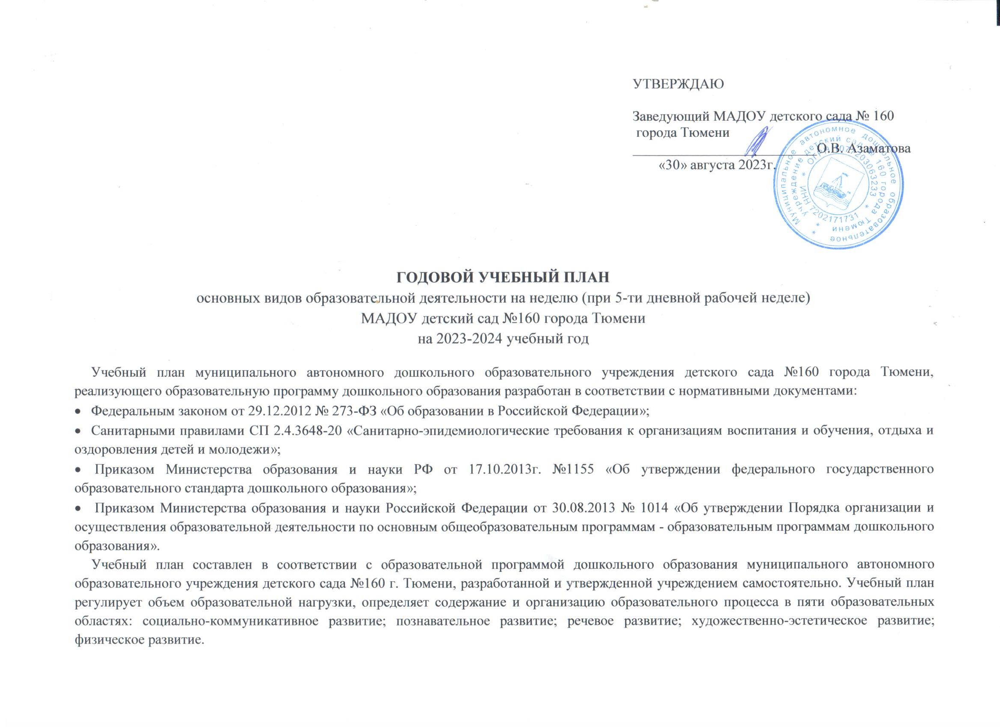 УТВЕРЖДАЮ
Заведующий МАДОУ детского сада № 160
города Тюмени
О.В. Азаматова
«30» августа 2023г.
Муниципальное автономное дошкольное образовательное
учреждение детский сад № 160 города Тюмени
ОГРН 1077203063233
ИНН 7202171731
ГОДОВОЙ УЧЕБНЫЙ ПЛАН
основных видов образовательной деятельности на неделю (при 5-ти дневной рабочей неделе)
МАДОУ детский сад №160 города Тюмени
на 2023-2024 учебный год
Учебный план муниципального автономного дошкольного образовательного учреждения детского сада №160 города Тюмени,
реализующего образовательную программу дошкольного образования разработан в соответствии с нормативными документами:
• Федеральным законом от 29.12.2012 № 273-ФЗ «Об образовании в Российской Федерации»;
• Санитарными правилами СП 2.4.3648-20 «Санитарно-эпидемиологические требования к организациям воспитания и обучения, отдыха и
оздоровления детей и молодежи»;
• Приказом Министерства образования и науки РФ от 17.10.2013г. №1155 «Об утверждении федерального государственного
образовательного стандарта дошкольного образования»;
• Приказом Министерства образования и науки Российской Федерации от 30.08.2013 № 1014 «Об утверждении Порядка организации и
осуществления образовательной деятельности по основным общеобразовательным программам - образовательным программам дошкольного
образования».
Учебный план составлен в соответствии с образовательной программой дошкольного образования муниципального автономного
образовательного учреждения детского сада №160 г. Тюмени, разработанной и утвержденной учреждением самостоятельно. Учебный план
регулирует объем образовательной нагрузки, определяет содержание и организацию образовательного процесса в пяти образовательных
областях: социально-коммуникативное развитие; познавательное развитие; речевое развитие; художественно-эстетическое развитие;
физическое развитие.